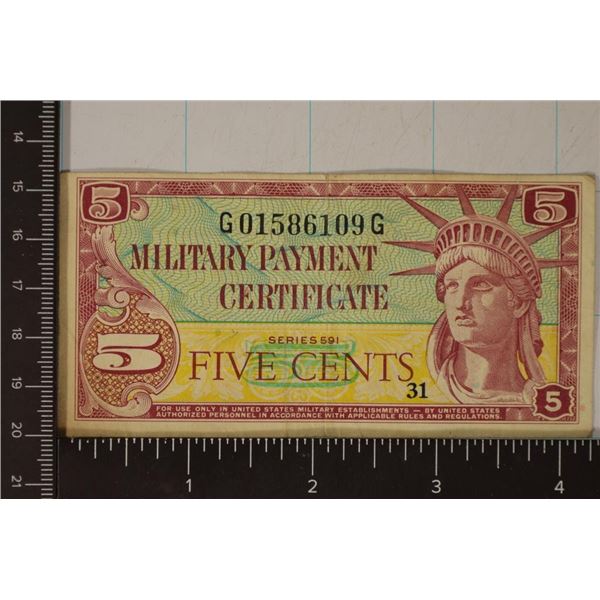 5 5
G01586109G
MILITARY PAYMENT
CERTIFICATE
SERIES 591
5 FIVE CENTS
31
5
FOR USE ONLY IN UNITED STATES MILITARY ESTABLISHMENTS — BY UNITED STATES
AUTHORIZED PERSONNEL IN ACCORDANCE WITH APPLICABLE RULES AND REGULATIONS.
14
15
16
17
18
19
20
21
1 2 3 4